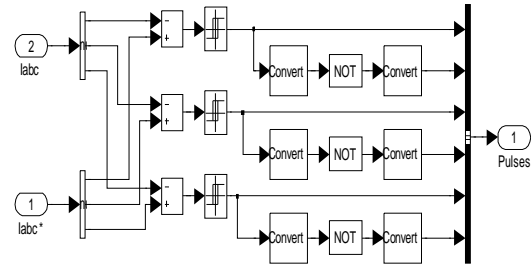 2
Iabc
-
+
Convert
NOT
Convert
-
+
Convert
NOT
Convert
1
Pulses
1
Iabc*
-
+
Convert
NOT
Convert